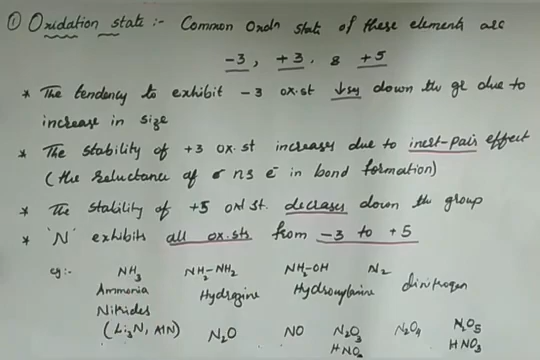 ① Oxidation state :- Common Oxdn state of these elements are
-3, +3, & +5
* The tendency to exhibit -3 ox.st ↓ses down the gr due to
increase in size
* The stability of +3 ox.st increases due to inert-pair effect
(the reluctance of ns e⁻ in bond formation)
* The stability of +5 oxd st. decrases down the group
* 'N' exhibits all ox.sts from -3 to +5
eg:- NH₃ NH₂-NH₂ NH₂-OH N₂
Ammonia Hydrazine Hydroxylamine dinitrogen
Nitrides
(Li₃N, AlN) N₂O NO N₂O₃ N₂O₄ N₂O₅
HNO₂ HNO₃